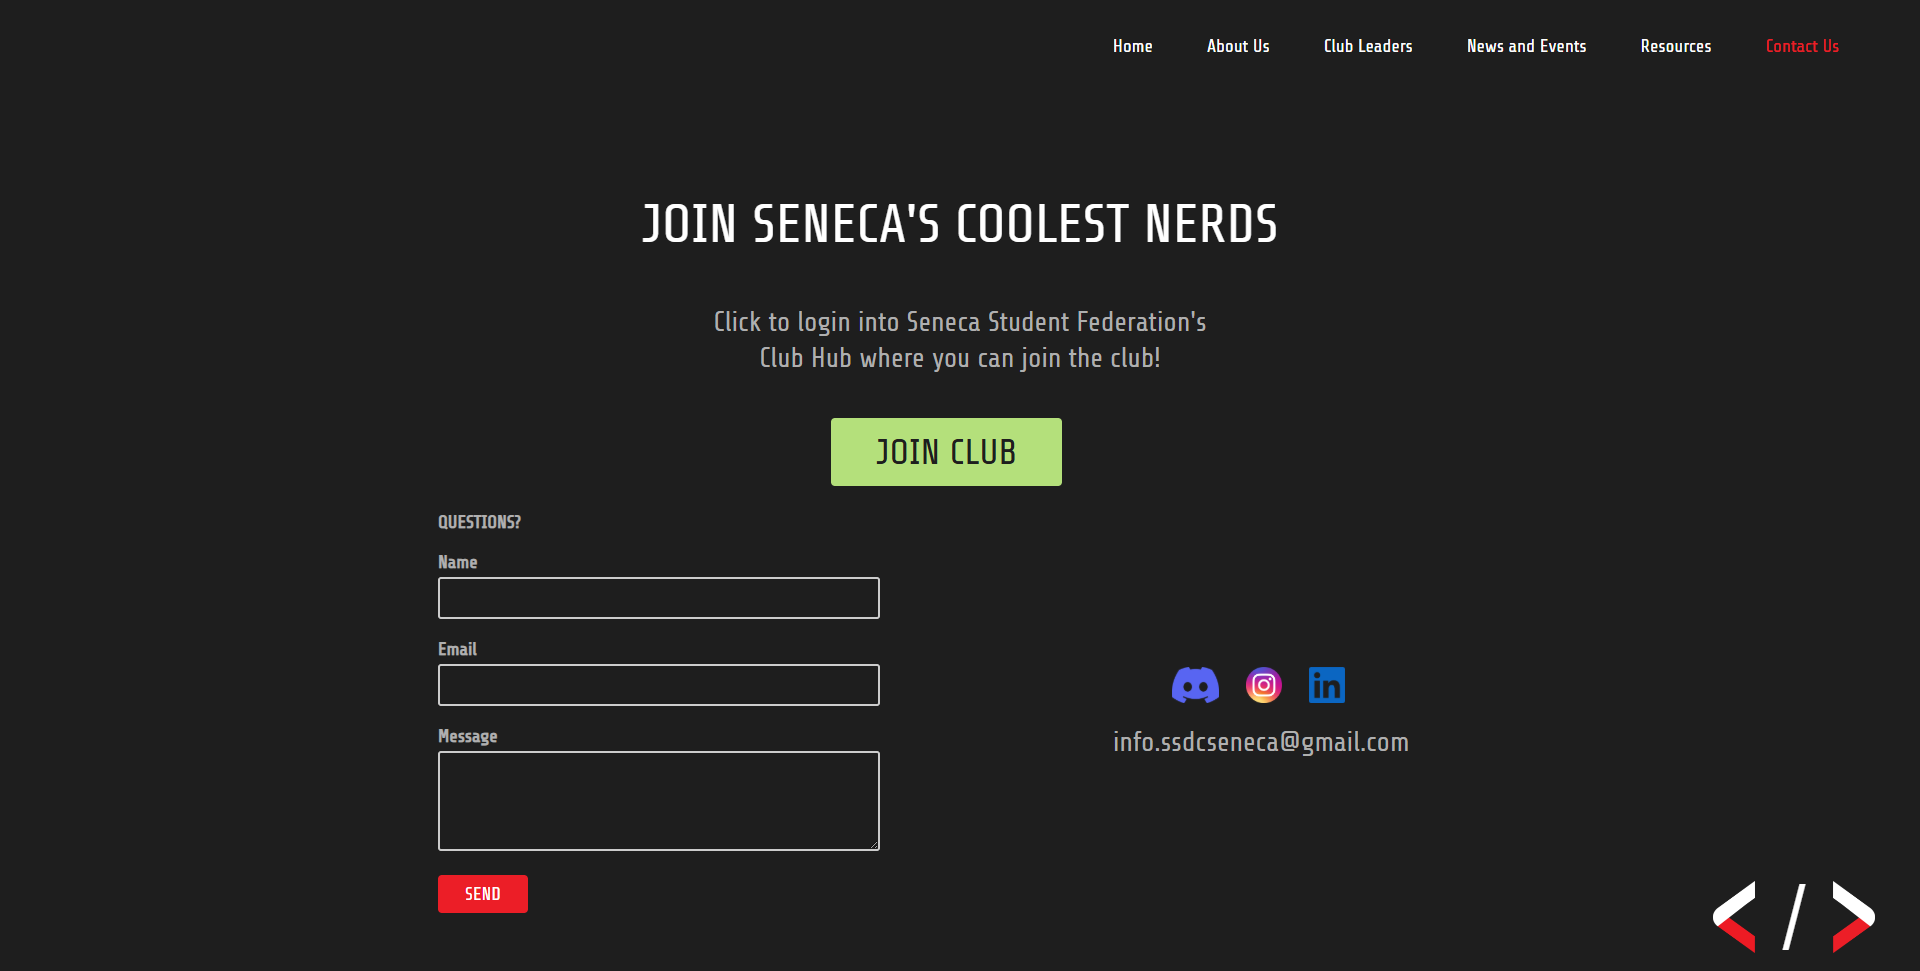 Home About Us Club Leaders News and Events Resources Contact Us
JOIN SENECA'S COOLEST NERDS
Click to login into Seneca Student Federation's
Club Hub where you can join the club!
JOIN CLUB
QUESTIONS?
Name
Email
Message
SEND
in
info.ssdcseneca@gmail.com
</>